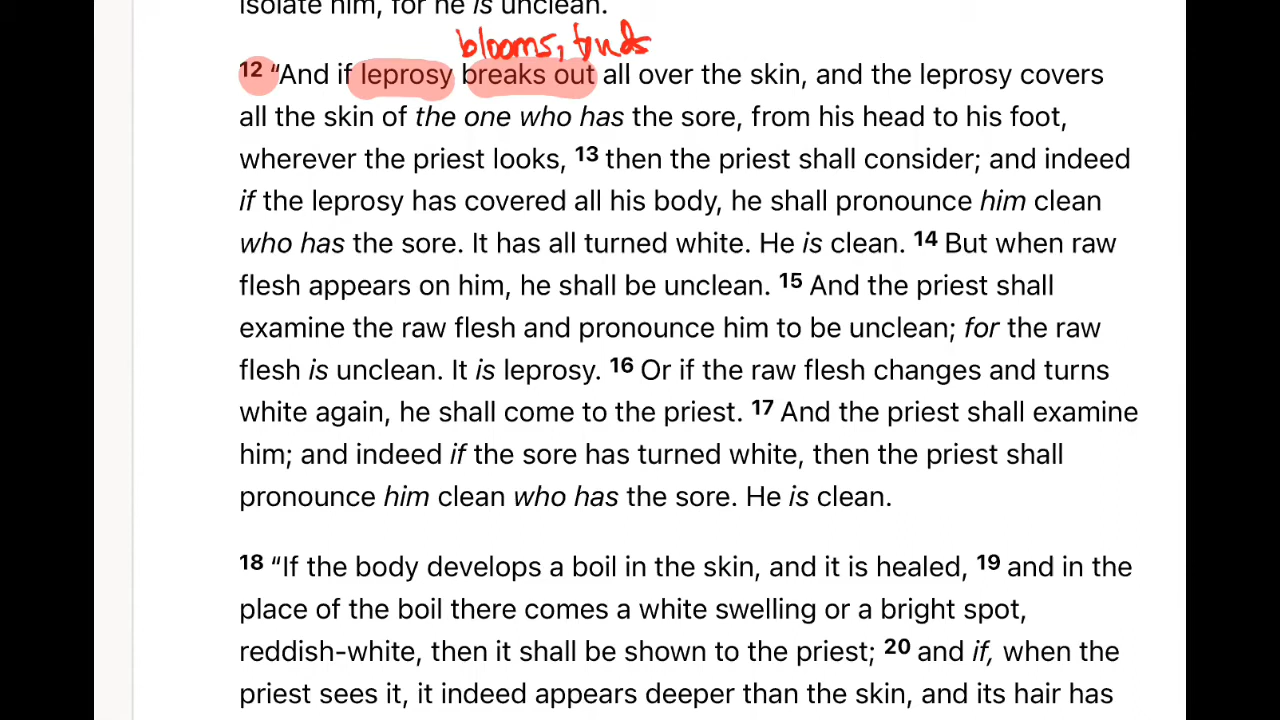 isolate him, for he is unclean.
blooms, buds
12 “And if leprosy breaks out all over the skin, and the leprosy covers
all the skin of the one who has the sore, from his head to his foot,
wherever the priest looks, 13 then the priest shall consider; and indeed
if the leprosy has covered all his body, he shall pronounce him clean
who has the sore. It has all turned white. He is clean. 14 But when raw
flesh appears on him, he shall be unclean. 15 And the priest shall
examine the raw flesh and pronounce him to be unclean; for the raw
flesh is unclean. It is leprosy. 16 Or if the raw flesh changes and turns
white again, he shall come to the priest. 17 And the priest shall examine
him; and indeed if the sore has turned white, then the priest shall
pronounce him clean who has the sore. He is clean.
18 “If the body develops a boil in the skin, and it is healed, 19 and in the
place of the boil there comes a white swelling or a bright spot,
reddish-white, then it shall be shown to the priest; 20 and if, when the
priest sees it, it indeed appears deeper than the skin, and its hair has